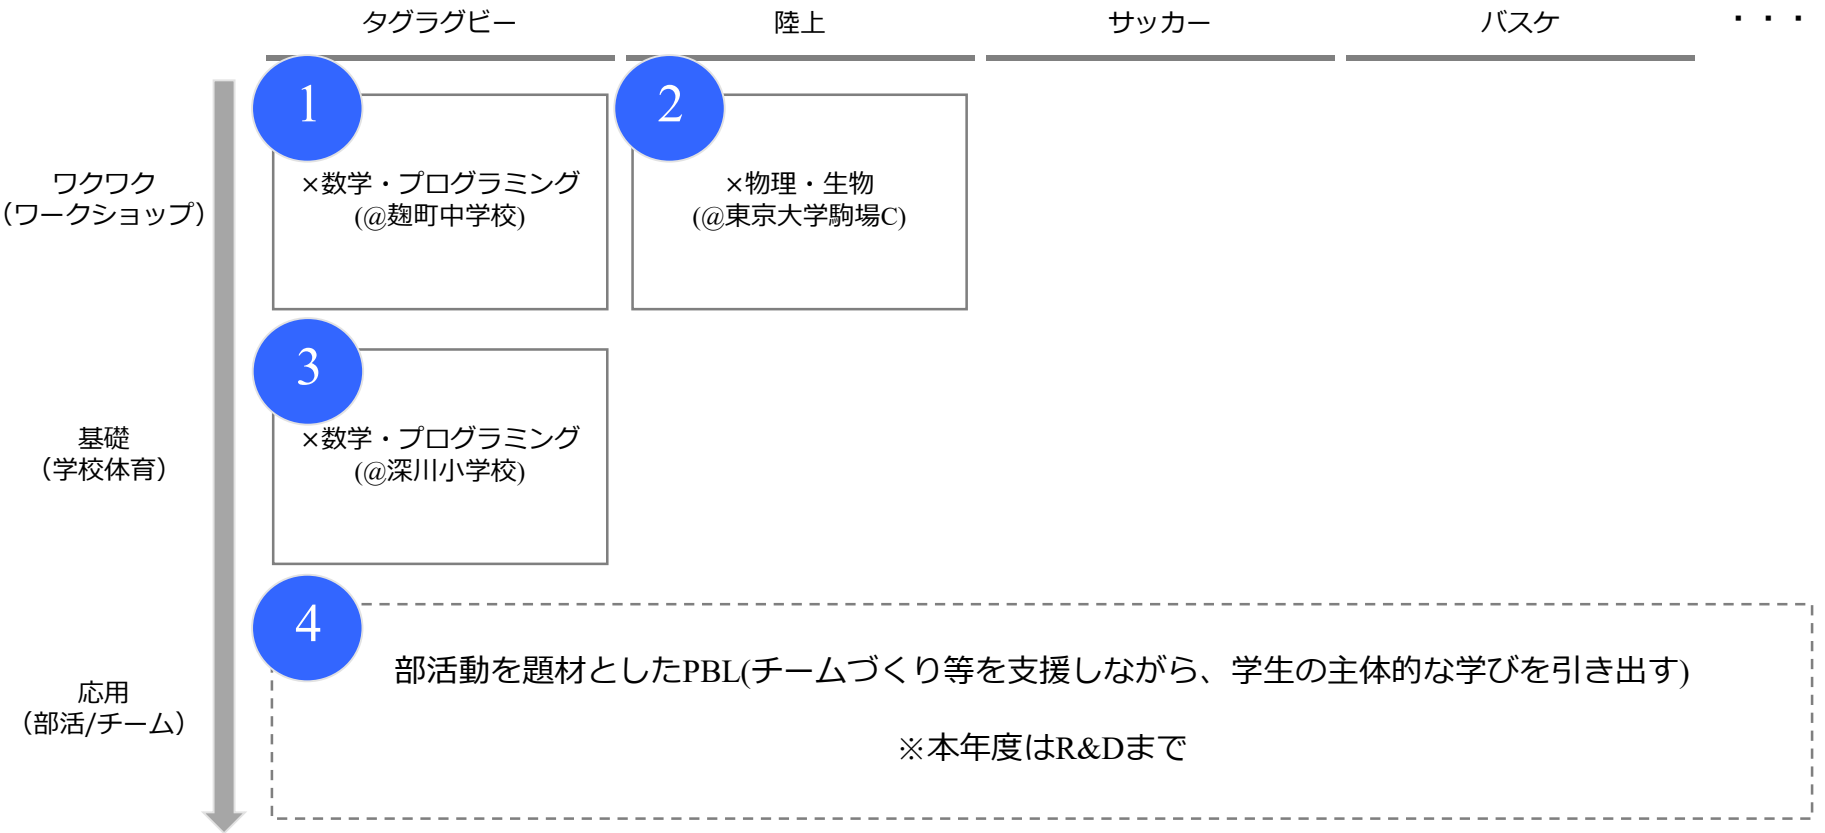 タグラグビー
陸上
サッカー
バスケ
・・・
ワクワク
（ワークショップ）
1
×数学・プログラミング
(@麹町中学校)
2
×物理・生物
(@東京大学駒場C)
基礎
（学校体育）
3
×数学・プログラミング
(@深川小学校)
応用
（部活/チーム）
4
部活動を題材としたPBL(チームづくり等を支援しながら、学生の主体的な学びを引き出す)
※本年度はR&Dまで